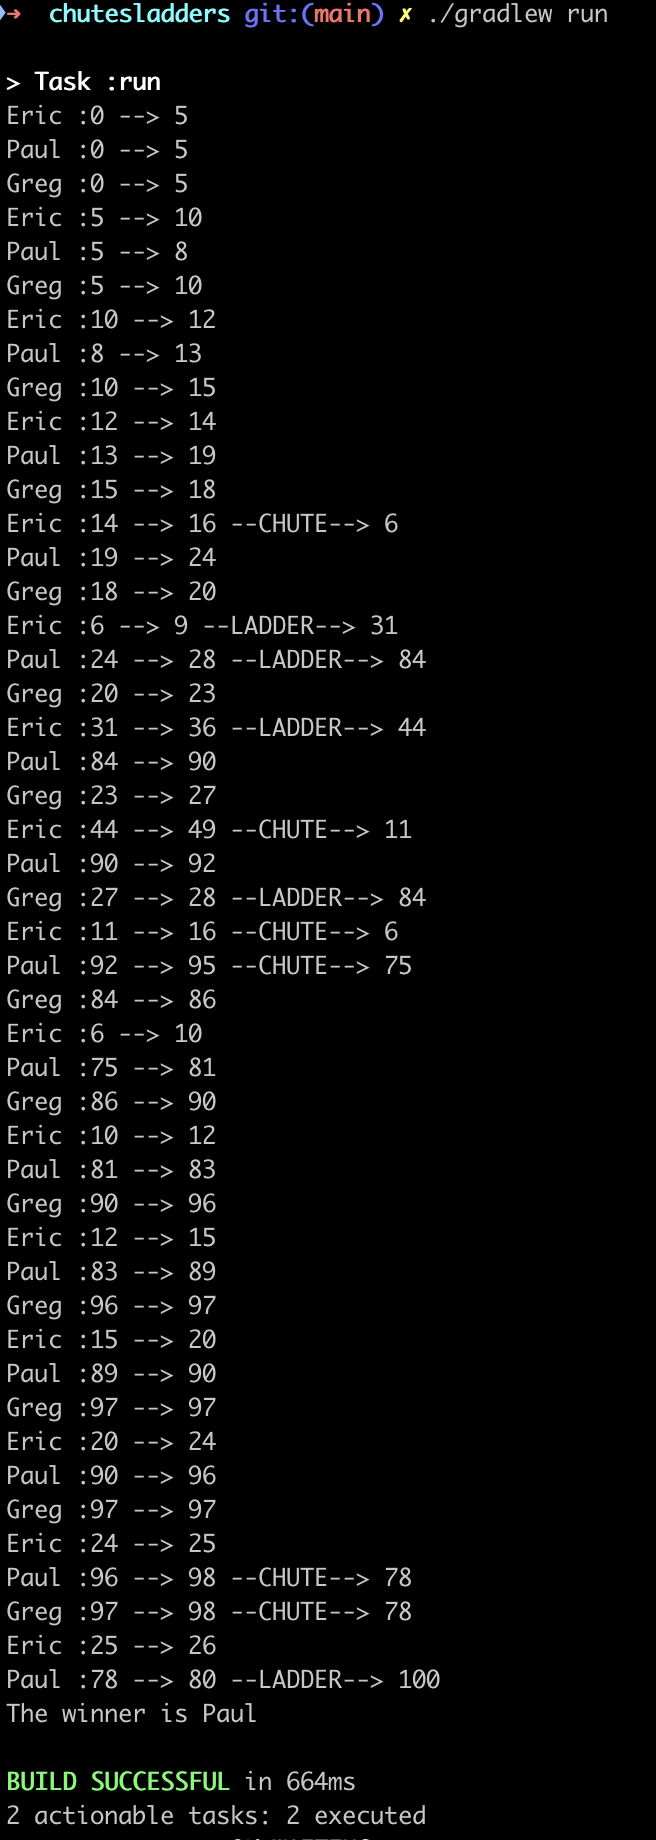 → chutesladders git:(main) ✗ ./gradlew run
> Task :run
Eric :0 --> 5
Paul :0 --> 5
Greg :0 --> 5
Eric :5 --> 10
Paul :5 --> 8
Greg :5 --> 10
Eric :10 --> 12
Paul :8 --> 13
Greg :10 --> 15
Eric :12 --> 14
Paul :13 --> 19
Greg :15 --> 18
Eric :14 --> 16 --CHUTE--> 6
Paul :19 --> 24
Greg :18 --> 20
Eric :6 --> 9 --LADDER--> 31
Paul :24 --> 28 --LADDER--> 84
Greg :20 --> 23
Eric :31 --> 36 --LADDER--> 44
Paul :84 --> 90
Greg :23 --> 27
Eric :44 --> 49 --CHUTE--> 11
Paul :90 --> 92
Greg :27 --> 28 --LADDER--> 84
Eric :11 --> 16 --CHUTE--> 6
Paul :92 --> 95 --CHUTE--> 75
Greg :84 --> 86
Eric :6 --> 10
Paul :75 --> 81
Greg :86 --> 90
Eric :10 --> 12
Paul :81 --> 83
Greg :90 --> 96
Eric :12 --> 15
Paul :83 --> 89
Greg :96 --> 97
Eric :15 --> 20
Paul :89 --> 90
Greg :97 --> 97
Eric :20 --> 24
Paul :90 --> 96
Greg :97 --> 97
Eric :24 --> 25
Paul :96 --> 98 --CHUTE--> 78
Greg :97 --> 98 --CHUTE--> 78
Eric :25 --> 26
Paul :78 --> 80 --LADDER--> 100
The winner is Paul
BUILD SUCCESSFUL in 664ms
2 actionable tasks: 2 executed